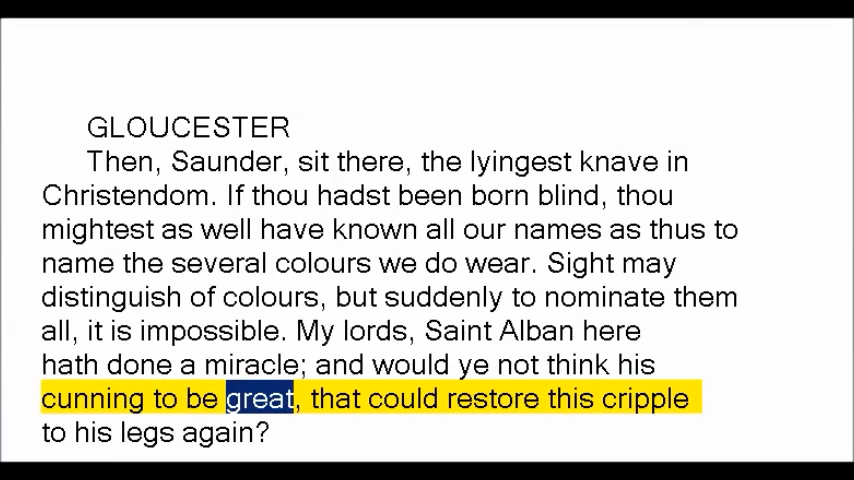 GLOUCESTER
Then, Saunder, sit there, the lyingest knave in
Christendom. If thou hadst been born blind, thou
mightest as well have known all our names as thus to
name the several colours we do wear. Sight may
distinguish of colours, but suddenly to nominate them
all, it is impossible. My lords, Saint Alban here
hath done a miracle; and would ye not think his
cunning to be great, that could restore this cripple
to his legs again?